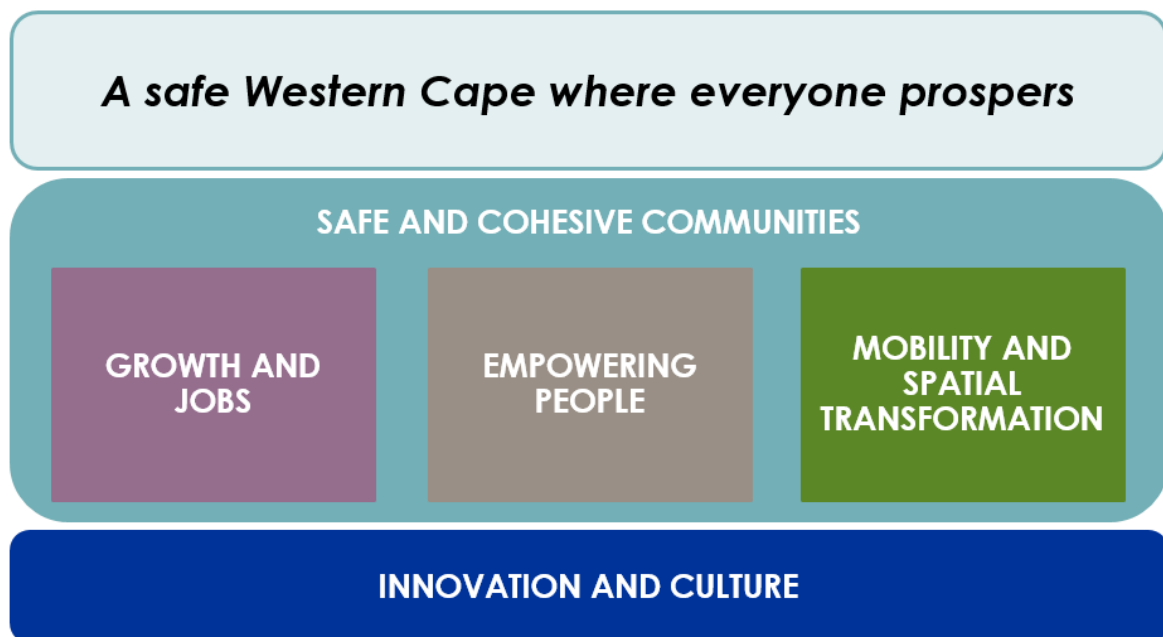 A safe Western Cape where everyone prospers
SAFE AND COHESIVE COMMUNITIES
GROWTH AND
JOBS
EMPOWERING
PEOPLE
MOBILITY AND
SPATIAL
TRANSFORMATION
INNOVATION AND CULTURE